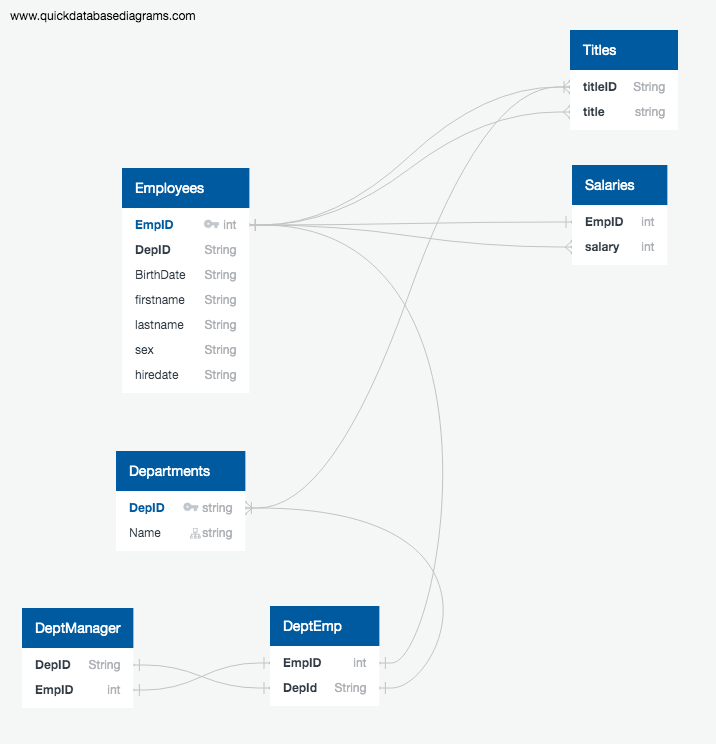 www.quickdatabasediagrams.com
Titles
titleID String
title string
Employees
EmpID int
DepID String
BirthDate String
firstname String
lastname String
sex String
hiredate String
Salaries
EmpID int
salary int
Departments
DepID string
Name string
DeptManager
DepID String
EmpID int
DeptEmp
EmpID int
DepId String